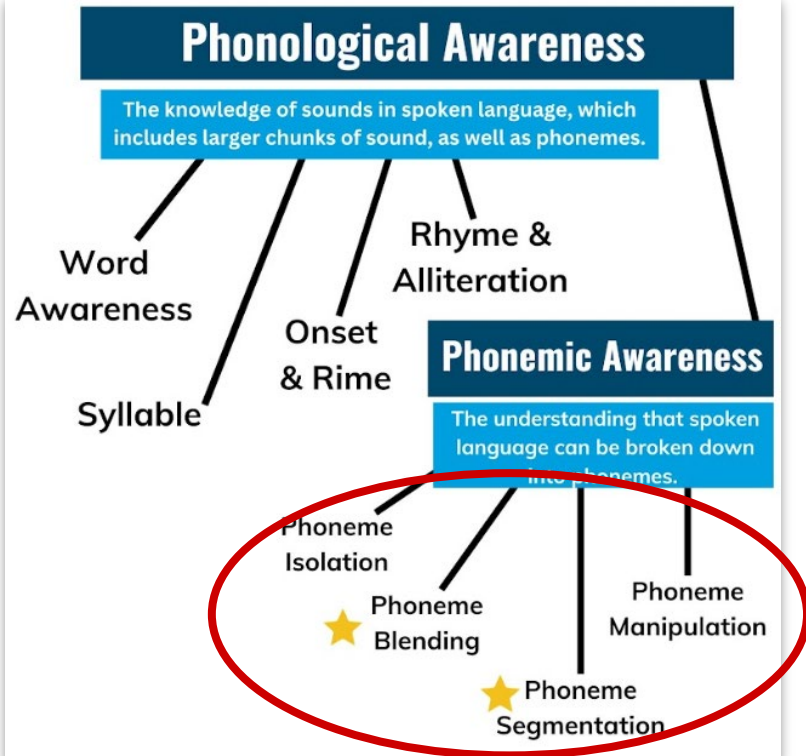 Phonological Awareness
The knowledge of sounds in spoken language, which
includes larger chunks of sound, as well as phonemes.
Word
Awareness
Syllable
Onset
& Rime
Rhyme &
Alliteration
Phonemic Awareness
The understanding that spoken
language can be broken down
into phonemes.
Phoneme
Isolation
Phoneme
Blending
Phoneme
Segmentation
Phoneme
Manipulation